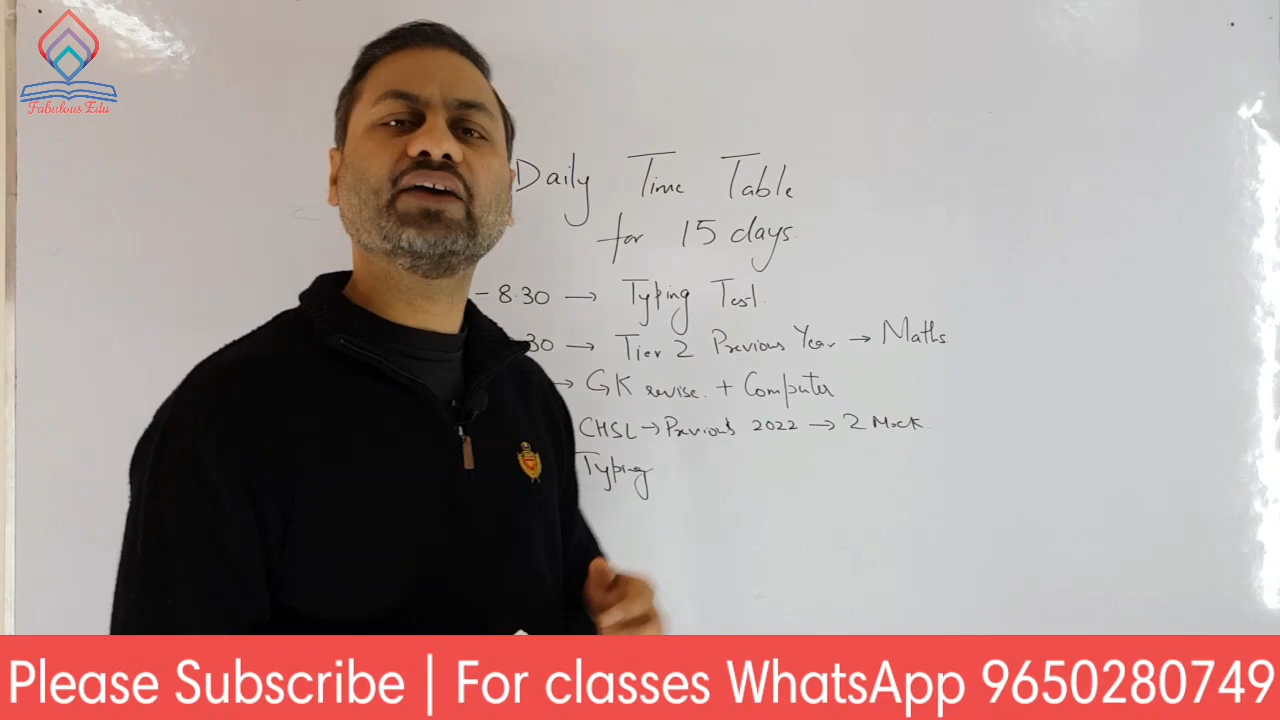 Fabulous Edu
Daily Time Table
for 15 days.
- 8.30 → Typing Test.
30 → Tier 2 Previous Year → Maths
→ GK revise. + Computer
CHSL → Previous 2022 → 2 Mock.
Typing
Please Subscribe | For classes WhatsApp 9650280749